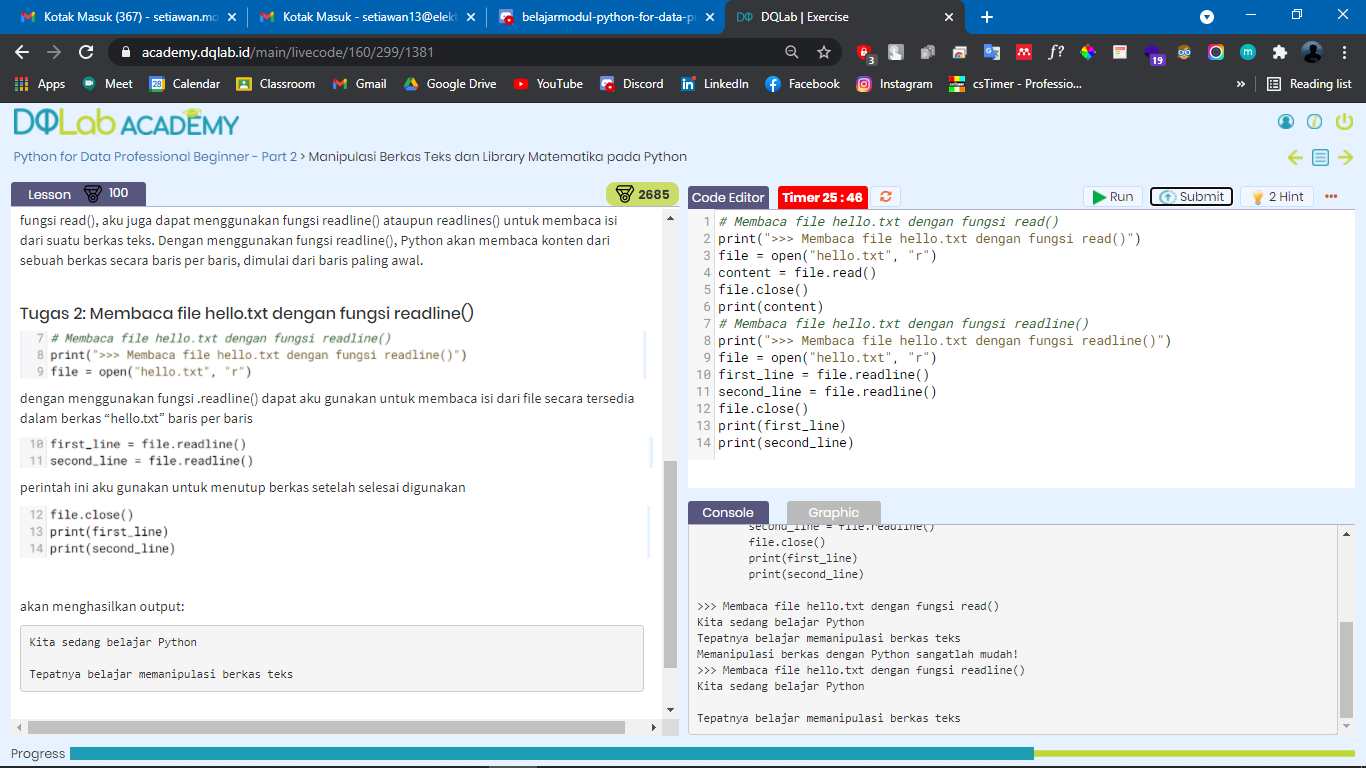 Kotak Masuk (367) - setiawan.mo
Kotak Masuk - setiawan13@elekt
belajarmodul-python-for-data-p
DQLab | Exercise
academy.dqlab.id/main/livecode/160/299/1381
3
19
Apps
Meet
28
Calendar
Classroom
Gmail
Google Drive
YouTube
Discord
LinkedIn
Facebook
Instagram
csTimer - Professio...
»
Reading list
DQLab ACADEMY
Python for Data Professional Beginner - Part 2 > Manipulasi Berkas Teks dan Library Matematika pada Python
Lesson 100
2685
fungsi read(), aku juga dapat menggunakan fungsi readline() ataupun readlines() untuk membaca isi
dari suatu berkas teks. Dengan menggunakan fungsi readline(), Python akan membaca konten dari
sebuah berkas secara baris per baris, dimulai dari baris paling awal.
Tugas 2: Membaca file hello.txt dengan fungsi readline()
7 # Membaca file hello.txt dengan fungsi readline()
8 print(">>> Membaca file hello.txt dengan fungsi readline()")
9 file = open("hello.txt", "r")
dengan menggunakan fungsi .readline() dapat aku gunakan untuk membaca isi dari file secara tersedia
dalam berkas “hello.txt” baris per baris
10 first_line = file.readline()
11 second_line = file.readline()
perintah ini aku gunakan untuk menutup berkas setelah selesai digunakan
12 file.close()
13 print(first_line)
14 print(second_line)
akan menghasilkan output:
Kita sedang belajar Python
Tepatnya belajar memanipulasi berkas teks
Code Editor
Timer 25 : 46
Run
Submit
2 Hint
1 # Membaca file hello.txt dengan fungsi read()
2 print(">>> Membaca file hello.txt dengan fungsi read()")
3 file = open("hello.txt", "r")
4 content = file.read()
5 file.close()
6 print(content)
7 # Membaca file hello.txt dengan fungsi readline()
8 print(">>> Membaca file hello.txt dengan fungsi readline()")
9 file = open("hello.txt", "r")
10 first_line = file.readline()
11 second_line = file.readline()
12 file.close()
13 print(first_line)
14 print(second_line)
Console
Graphic
second_line = file.readline()
file.close()
print(first_line)
print(second_line)
>>> Membaca file hello.txt dengan fungsi read()
Kita sedang belajar Python
Tepatnya belajar memanipulasi berkas teks
Memanipulasi berkas dengan Python sangatlah mudah!
>>> Membaca file hello.txt dengan fungsi readline()
Kita sedang belajar Python
Tepatnya belajar memanipulasi berkas teks
Progress